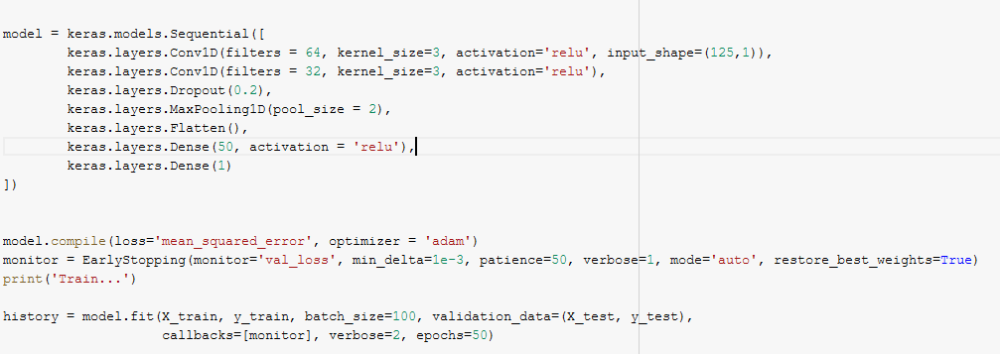 model = keras.models.Sequential([
        keras.layers.Conv1D(filters = 64, kernel_size=3, activation='relu', input_shape=(125,1)),
        keras.layers.Conv1D(filters = 32, kernel_size=3, activation='relu'),
        keras.layers.Dropout(0.2),
        keras.layers.MaxPooling1D(pool_size = 2),
        keras.layers.Flatten(),
        keras.layers.Dense(50, activation = 'relu'),
        keras.layers.Dense(1)
])
model.compile(loss='mean_squared_error', optimizer = 'adam')
monitor = EarlyStopping(monitor='val_loss', min_delta=1e-3, patience=50, verbose=1, mode='auto', restore_best_weights=True)
print('Train...')
history = model.fit(X_train, y_train, batch_size=100, validation_data=(X_test, y_test),
                    callbacks=[monitor], verbose=2, epochs=50)